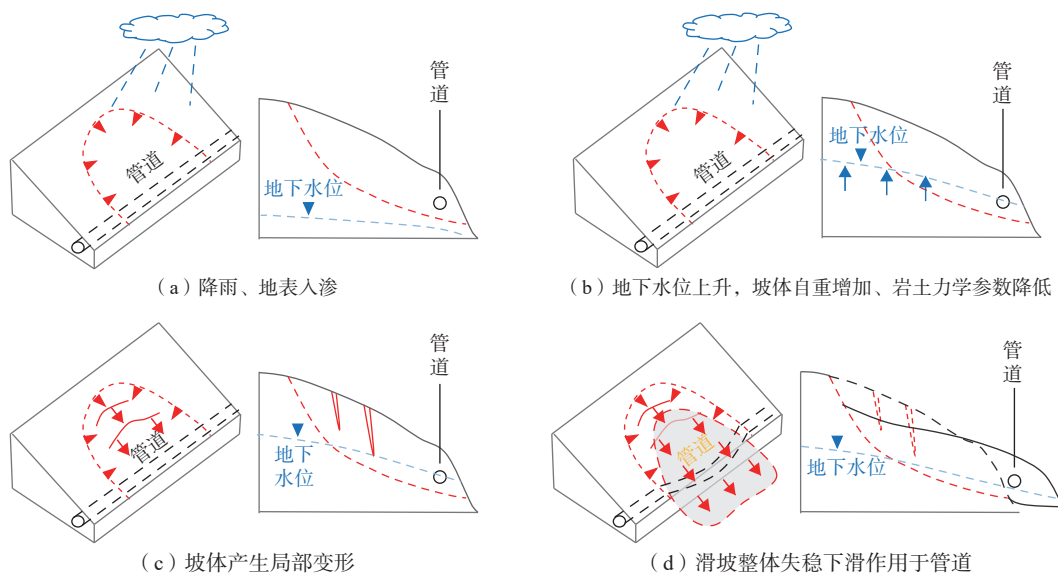 管道
管道
地下水位
（a）降雨、地表入渗
管道
地下水位
管道
（b）地下水位上升，坡体自重增加、岩土力学参数降低
管道
管道
地下
水位
（c）坡体产生局部变形
管道
管道
地下水位
（d）滑坡整体失稳下滑作用于管道